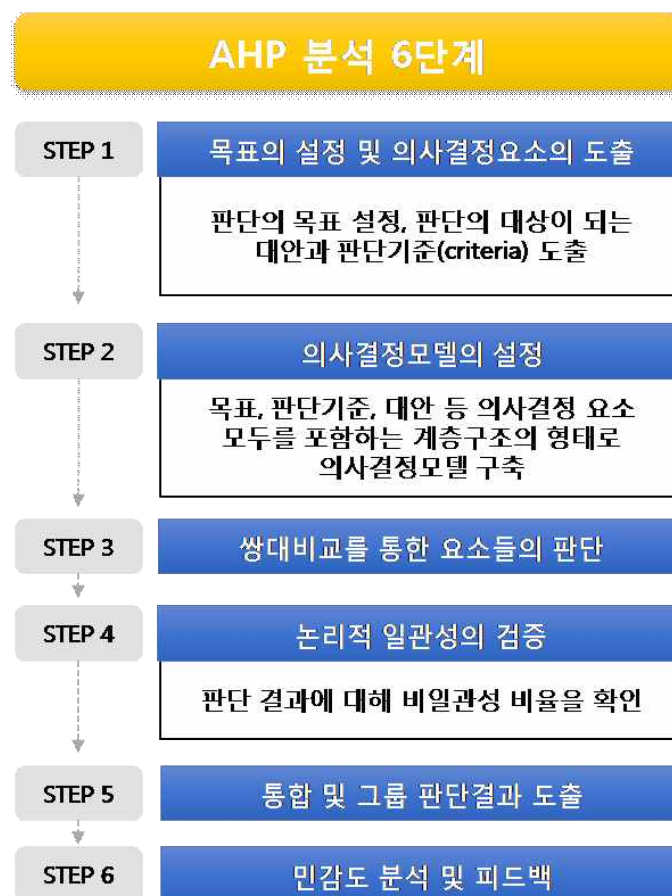 AHP 분석 6단계
STEP 1
목표의 설정 및 의사결정요소의 도출
판단의 목표 설정, 판단의 대상이 되는
대안과 판단기준(criteria) 도출
STEP 2
의사결정모델의 설정
목표, 판단기준, 대안 등 의사결정 요소
모두를 포함하는 계층구조의 형태로
의사결정모델 구축
STEP 3
쌍대비교를 통한 요소들의 판단
STEP 4
논리적 일관성의 검증
판단 결과에 대해 비일관성 비율을 확인
STEP 5
통합 및 그룹 판단결과 도출
STEP 6
민감도 분석 및 피드백